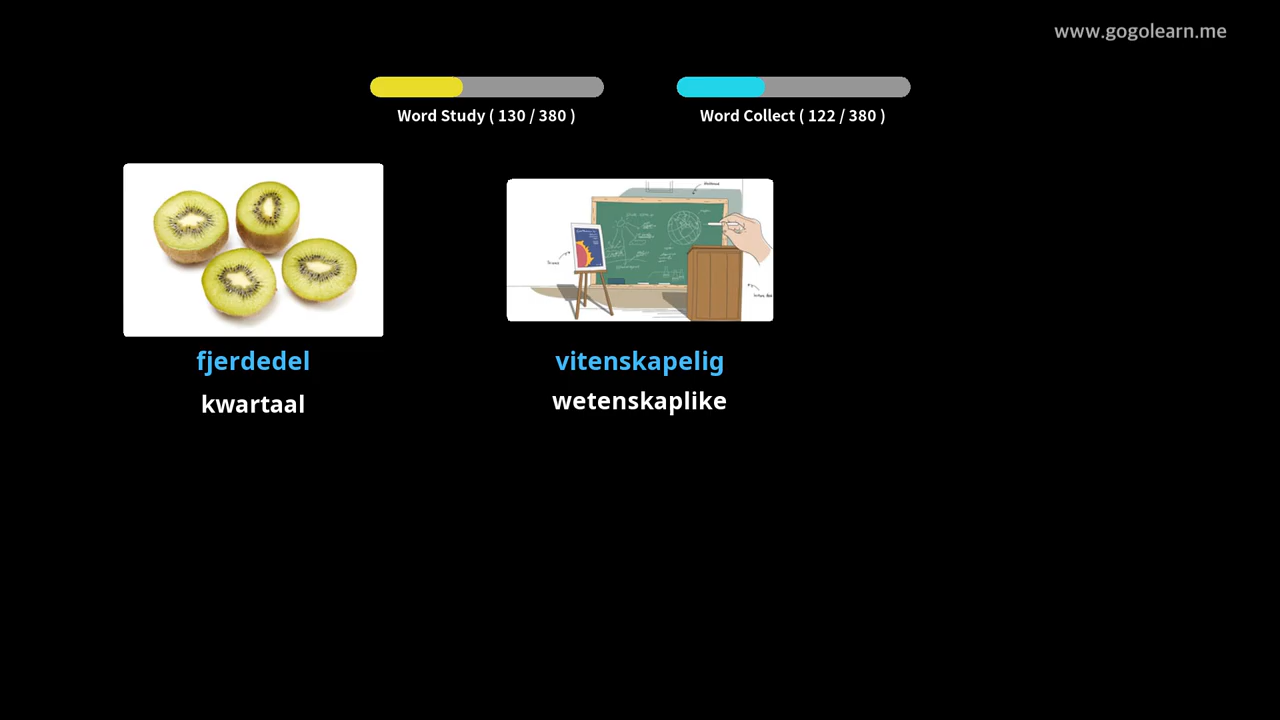 www.gogolearn.me
Word Study ( 130 / 380 )
Word Collect ( 122 / 380 )
fjerdedel
vitenskapelig
kwartaal
wetenskaplike